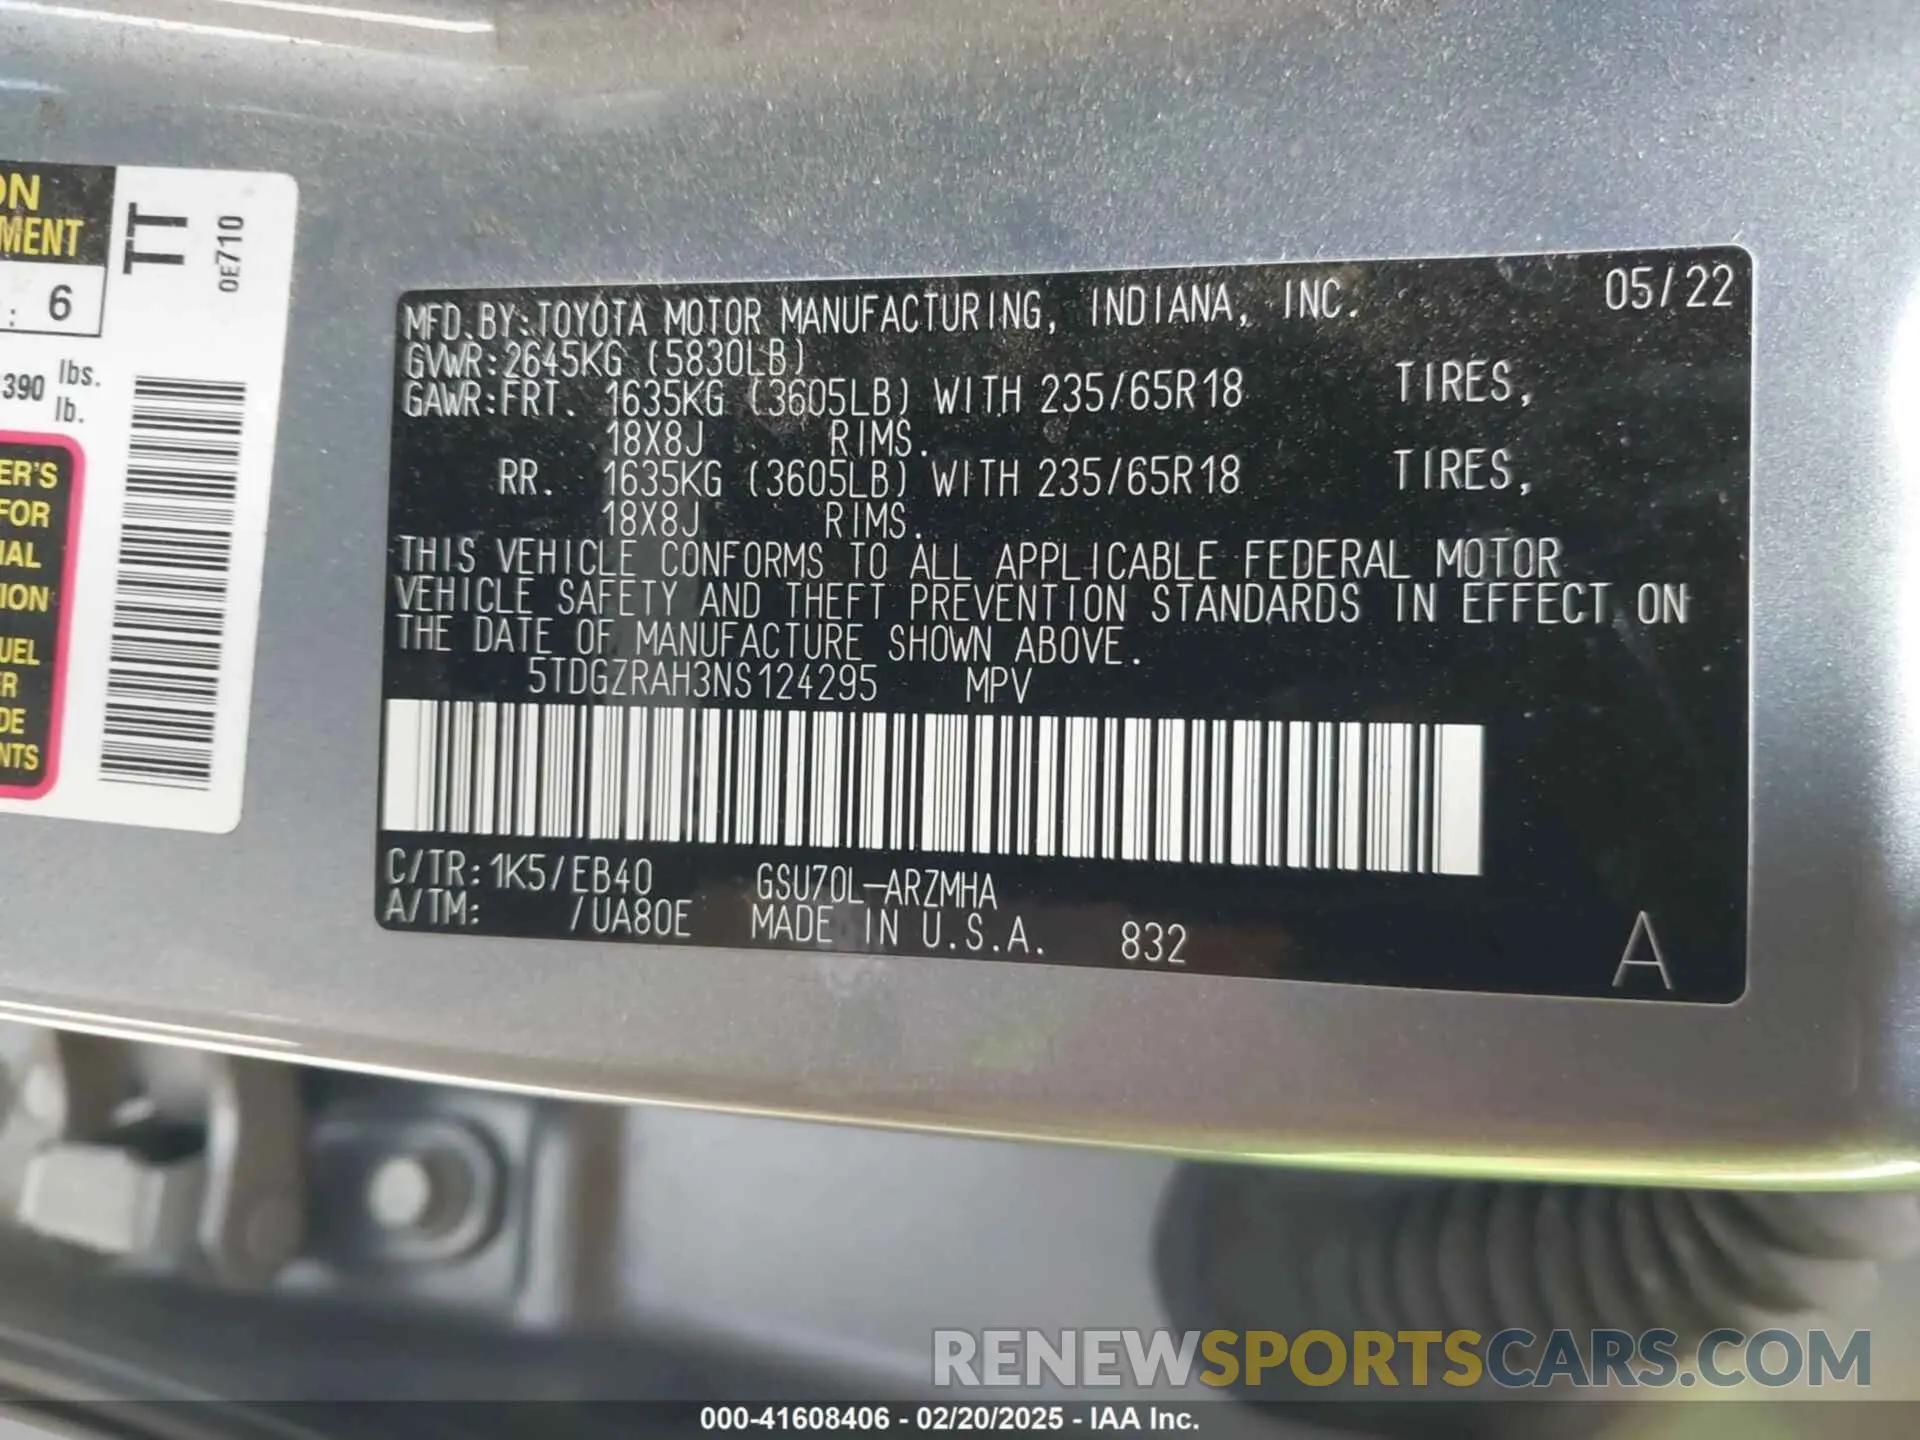 ON
MENT
: 6
390 lbs.
lb.
ER'S
FOR
IAL
ION
UEL
R
DE
NTS
TT
0E710
MFD.BY:TOYOTA MOTOR MANUFACTURING, INDIANA, INC. 05/22
GVWR:2645KG (5830LB)
GAWR:FRT. 1635KG (3605LB) WITH 235/65R18 TIRES,
18X8J RIMS.
RR. 1635KG (3605LB) WITH 235/65R18 TIRES,
18X8J RIMS.
THIS VEHICLE CONFORMS TO ALL APPLICABLE FEDERAL MOTOR
VEHICLE SAFETY AND THEFT PREVENTION STANDARDS IN EFFECT ON
THE DATE OF MANUFACTURE SHOWN ABOVE.
5TDGZRAH3NS124295 MPV
C/TR:1K5/EB40 GSU70L-ARZMHA
A/TM: /UA80E MADE IN U.S.A. 832
A
RENEWSPORTSCARS.COM
000-41608406 - 02/20/2025 - IAA Inc.